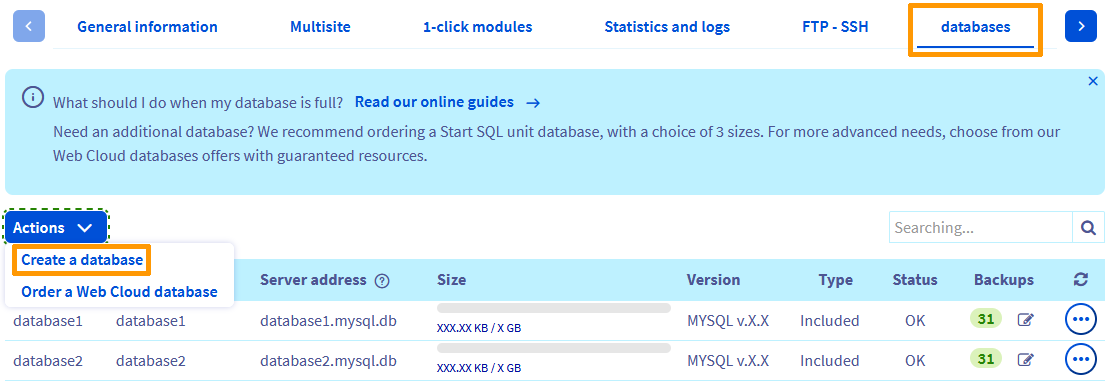 General information Multisite 1-click modules Statistics and logs FTP - SSH databases
What should I do when my database is full? Read our online guides →
Need an additional database? We recommend ordering a Start SQL unit database, with a choice of 3 sizes. For more advanced needs, choose from our
Web Cloud databases offers with guaranteed resources.
Actions Searching...
Create a database
Server address Size Version Type Status Backups
Order a Web Cloud database
database1 database1 database1.mysql.db XXX.XX KB / X GB MYSQL v.X.X Included OK 31
database2 database2 database2.mysql.db XXX.XX KB / X GB MYSQL v.X.X Included OK 31